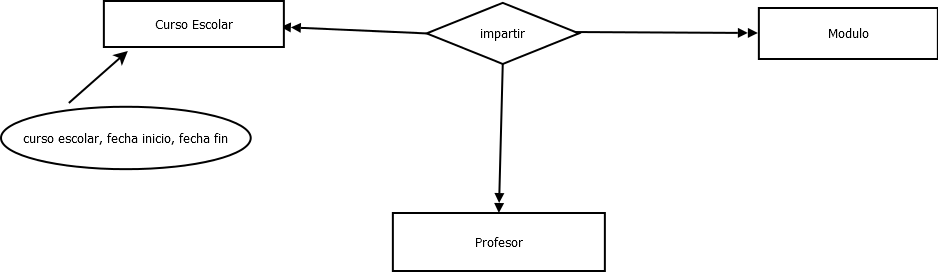 Curso Escolar
impartir
Modulo
curso escolar, fecha inicio, fecha fin
Profesor